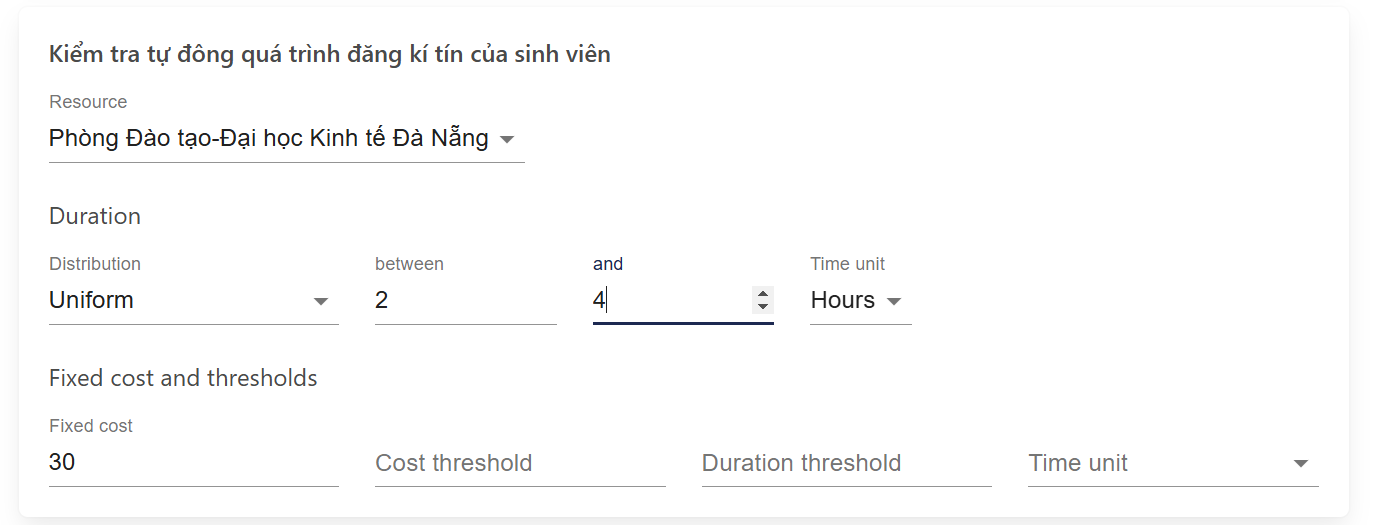 Kiểm tra tự đông quá trình đăng kí tín của sinh viên
Resource
Phòng Đào tạo-Đại học Kinh tế Đà Nẵng
Duration
Distribution between and Time unit
Uniform 2 4 Hours
Fixed cost and thresholds
Fixed cost
30 Cost threshold Duration threshold Time unit